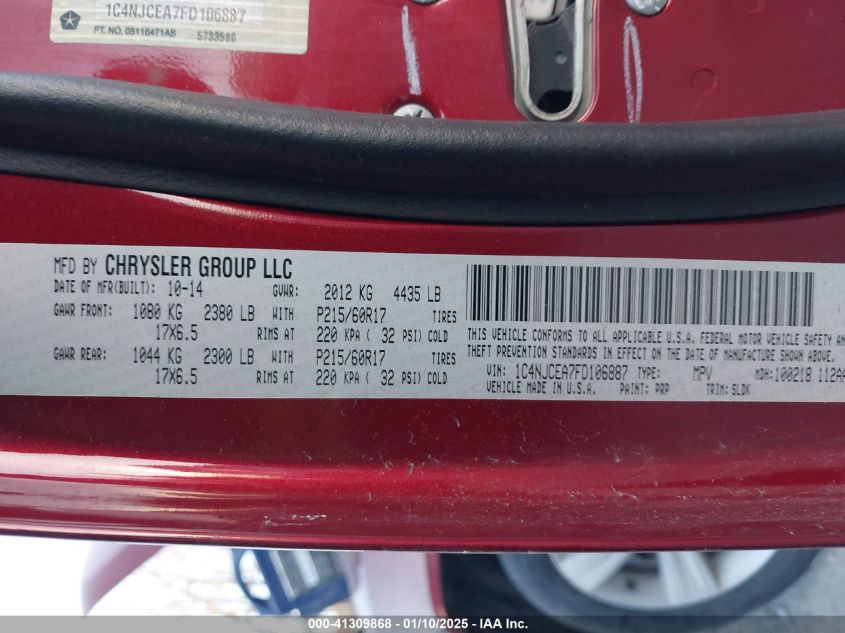 1C4NJCEA7FD106887
PT. NO. 05116471AB 5733580
MFD BY CHRYSLER GROUP LLC
DATE OF MFR(BUILT): 10-14 GVWR: 2012 KG 4435 LB
GAWR FRONT: 1080 KG 2380 LB WITH P215/60R17 TIRES
17X6.5 RIMS AT 220 KPA ( 32 PSI) COLD
GAWR REAR: 1044 KG 2300 LB WITH P215/60R17 TIRES
17X6.5 RIMS AT 220 KPA ( 32 PSI) COLD
THIS VEHICLE CONFORMS TO ALL APPLICABLE U.S.A. FEDERAL MOTOR VEHICLE SAFETY AN
THEFT PREVENTION STANDARDS IN EFFECT ON THE DATE OF MANUFACTURE SHOWN ABOVE.
VIN: 1C4NJCEA7FD106887 TYPE: MPV MDH:100218 112AA
VEHICLE MADE IN U.S.A. PAINT: PRP TRIM: SLDK
000-41309868 - 01/10/2025 - IAA Inc.